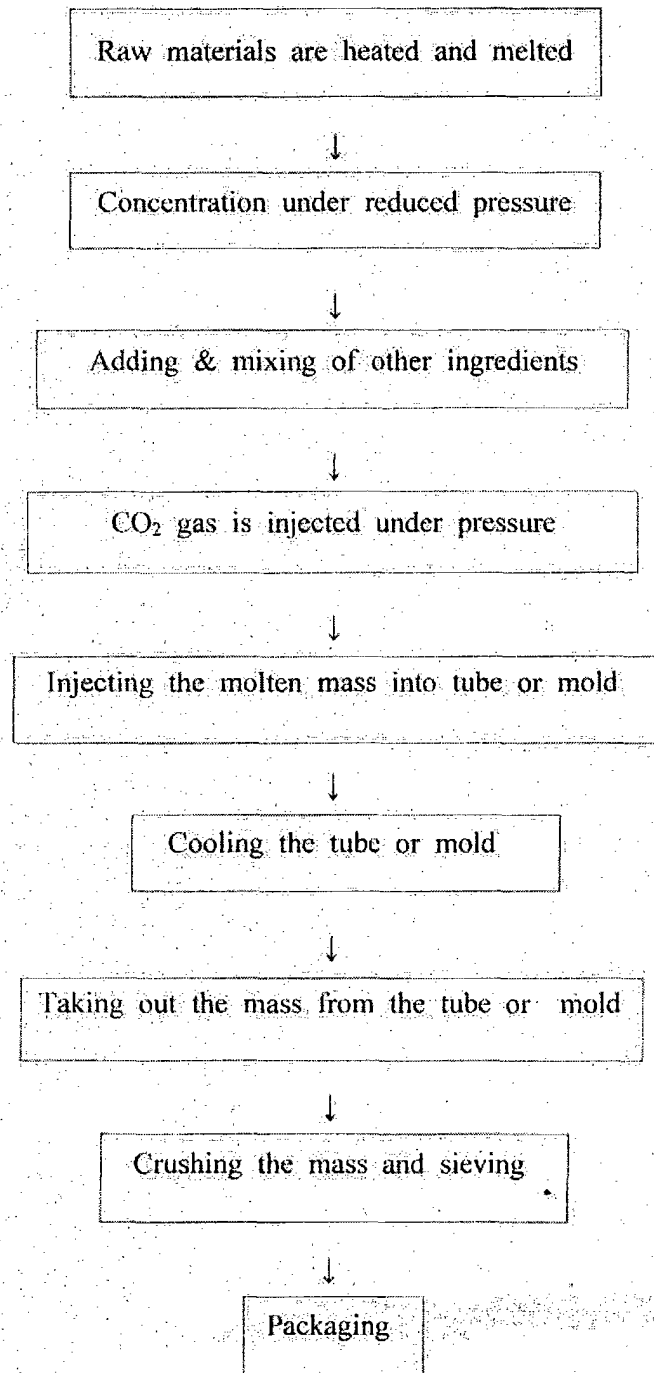 Raw materials are heated and melted
↓
Concentration under reduced pressure
↓
Adding & mixing of other ingredients
↓
CO₂ gas is injected under pressure
↓
Injecting the molten mass into tube or mold
↓
Cooling the tube or mold
↓
Taking out the mass from the tube or mold
↓
Crushing the mass and sieving
↓
Packaging